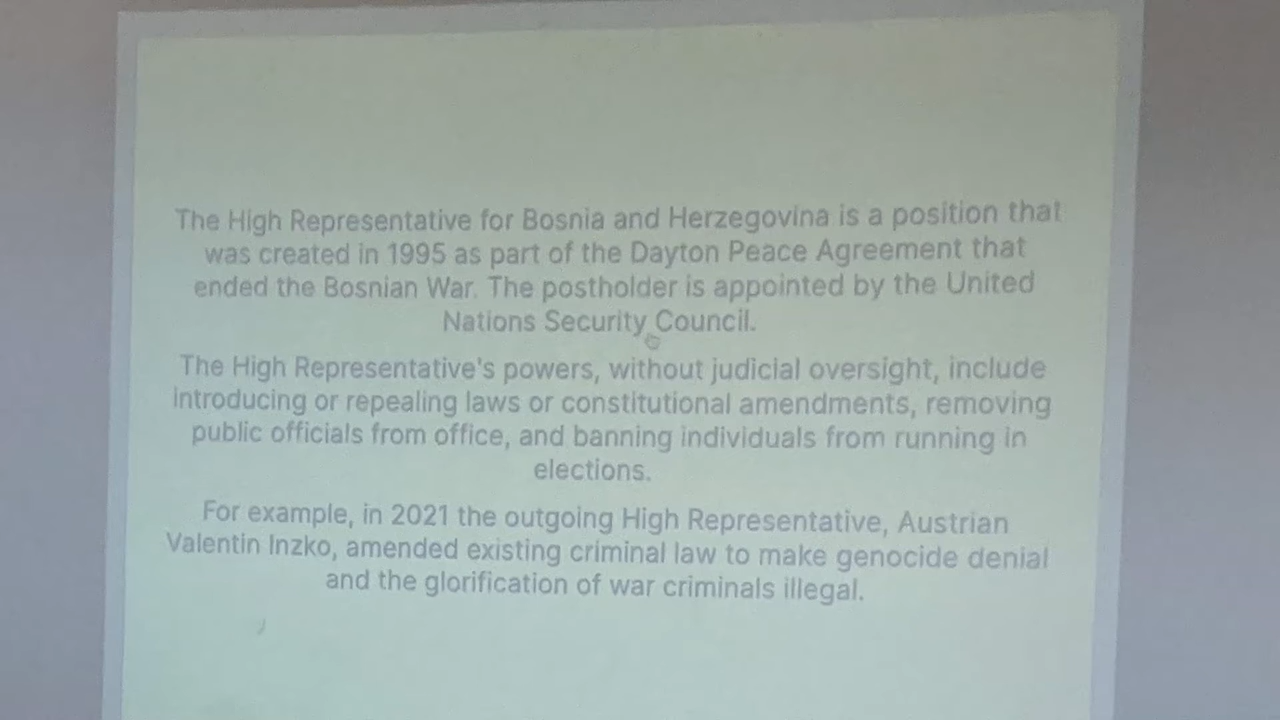 The High Representative for Bosnia and Herzegovina is a position that
was created in 1995 as part of the Dayton Peace Agreement that
ended the Bosnian War. The postholder is appointed by the United
Nations Security Council.
The High Representative's powers, without judicial oversight, include
introducing or repealing laws or constitutional amendments, removing
public officials from office, and banning individuals from running in
elections.
For example, in 2021 the outgoing High Representative, Austrian
Valentin Inzko, amended existing criminal law to make genocide denial
and the glorification of war criminals illegal.